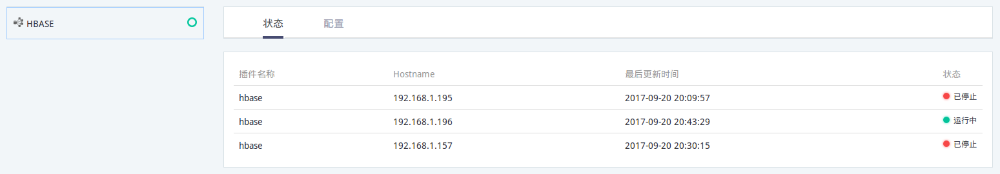 HBASE
状态 配置
插件名称 Hostname 最后更新时间 状态
hbase 192.168.1.195 2017-09-20 20:09:57 已停止
hbase 192.168.1.196 2017-09-20 20:43:29 运行中
hbase 192.168.1.157 2017-09-20 20:30:15 已停止